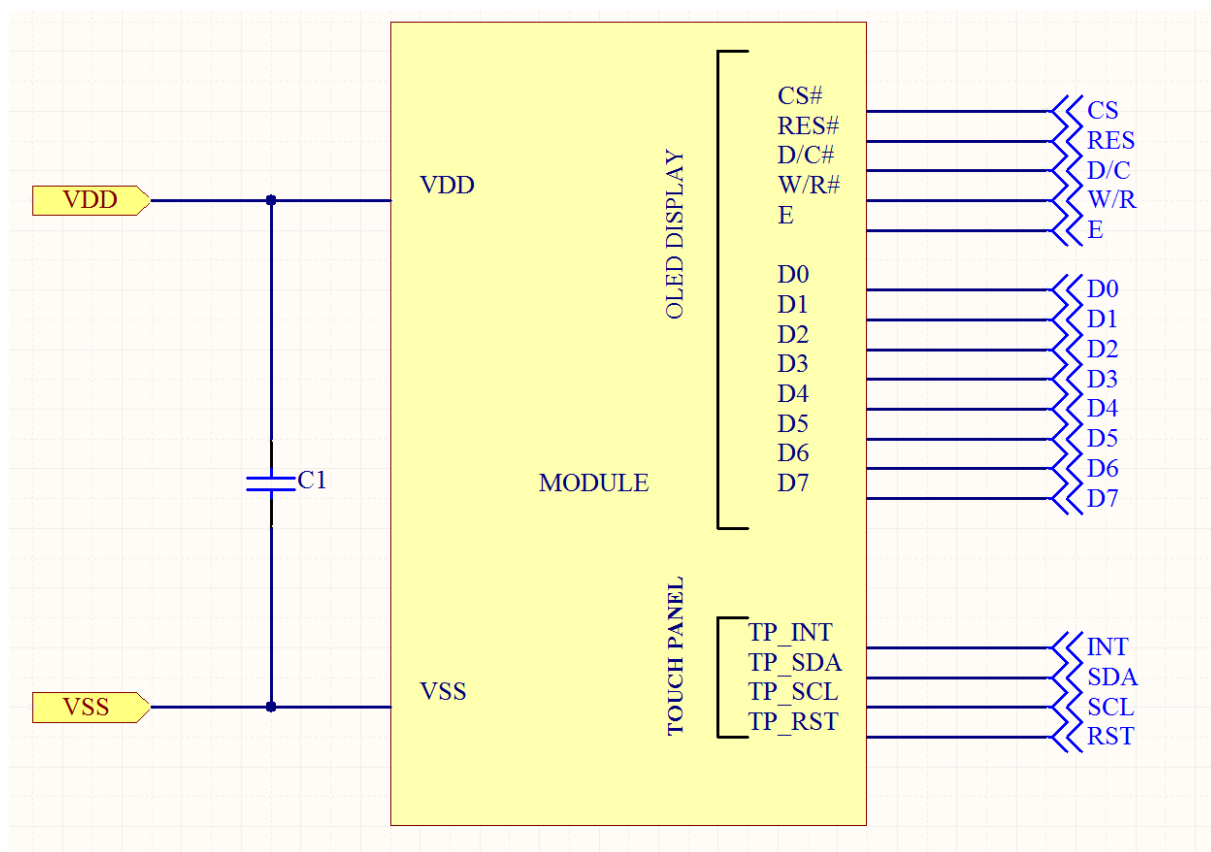 VDD
VSS
C1
VDD
VSS
MODULE
OLED DISPLAY
CS#
RES#
D/C#
W/R#
E
D0
D1
D2
D3
D4
D5
D6
D7
TOUCH PANEL
TP_INT
TP_SDA
TP_SCL
TP_RST
CS
RES
D/C
W/R
E
D0
D1
D2
D3
D4
D5
D6
D7
INT
SDA
SCL
RST